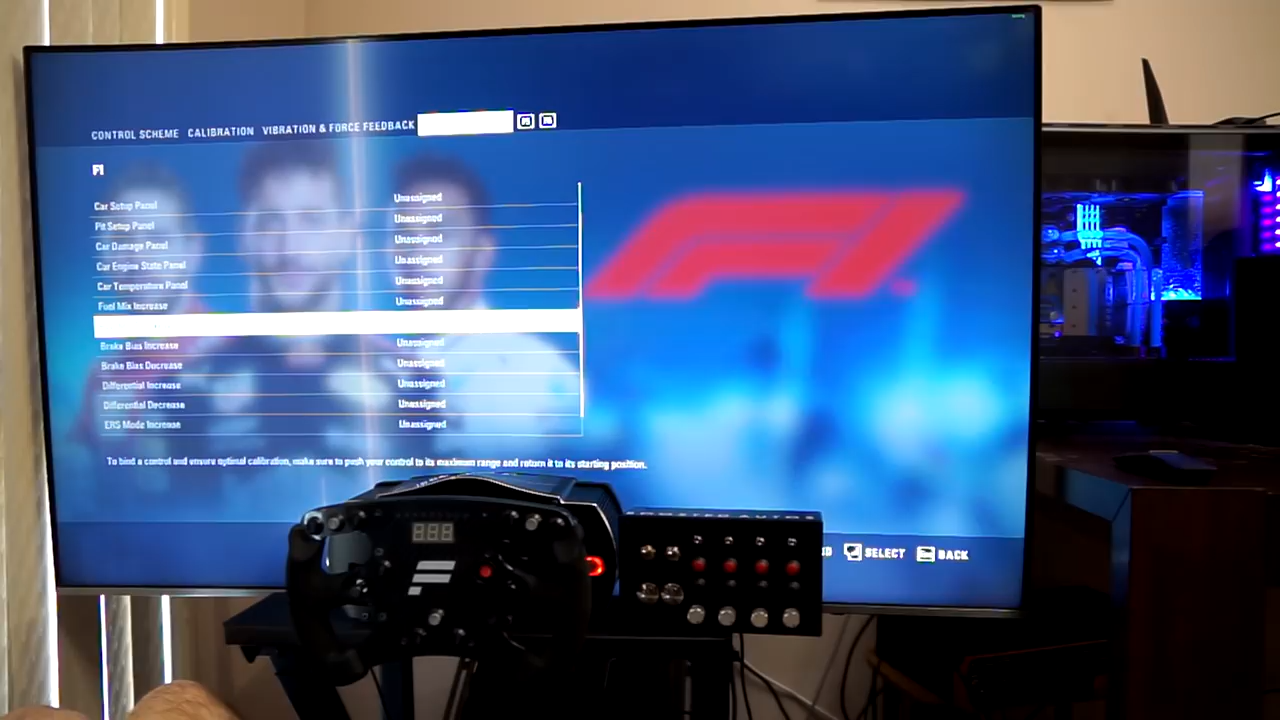 CONTROL SCHEME CALIBRATION VIBRATION & FORCE FEEDBACK
F1
Car Setup Panel Unassigned
Pit Setup Panel Unassigned
Car Damage Panel Unassigned
Car Engine State Panel Unassigned
Car Temperature Panel Unassigned
Fuel Mix Increase Unassigned
Brake Bias Increase Unassigned
Brake Bias Decrease Unassigned
Differential Increase Unassigned
Differential Decrease Unassigned
ERS Mode Increase Unassigned
To bind a control and ensure optimal calibration, make sure to push your control to its maximum range and return it to its starting position.
SELECT BACK
888